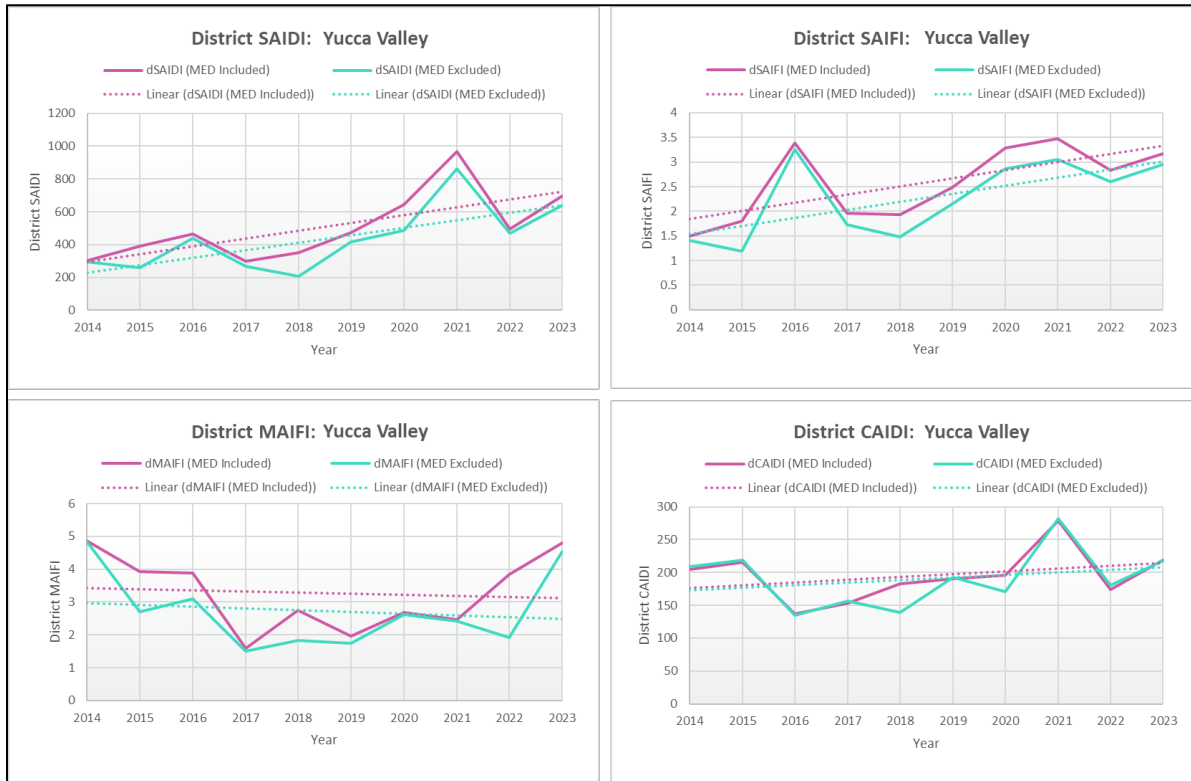 District SAIDI:  Yucca Valley
dSAIDI (MED Included)
dSAIDI (MED Excluded)
Linear (dSAIDI (MED Included))
Linear (dSAIDI (MED Excluded))
District SAIDI
1200
1000
800
600
400
200
0
2014 2015 2016 2017 2018 2019 2020 2021 2022 2023
Year
District SAIFI:  Yucca Valley
dSAIFI (MED Included)
dSAIFI (MED Excluded)
Linear (dSAIFI (MED Included))
Linear (dSAIFI (MED Excluded))
District SAIFI
4
3.5
3
2.5
2
1.5
1
0.5
0
2014 2015 2016 2017 2018 2019 2020 2021 2022 2023
Year
District MAIFI:  Yucca Valley
dMAIFI (MED Included)
dMAIFI (MED Excluded)
Linear (dMAIFI (MED Included))
Linear (dMAIFI (MED Excluded))
District MAIFI
6
5
4
3
2
1
0
2014 2015 2016 2017 2018 2019 2020 2021 2022 2023
Year
District CAIDI:  Yucca Valley
dCAIDI (MED Included)
dCAIDI (MED Excluded)
Linear (dCAIDI (MED Included))
Linear (dCAIDI (MED Excluded))
District CAIDI
300
250
200
150
100
50
0
2014 2015 2016 2017 2018 2019 2020 2021 2022 2023
Year